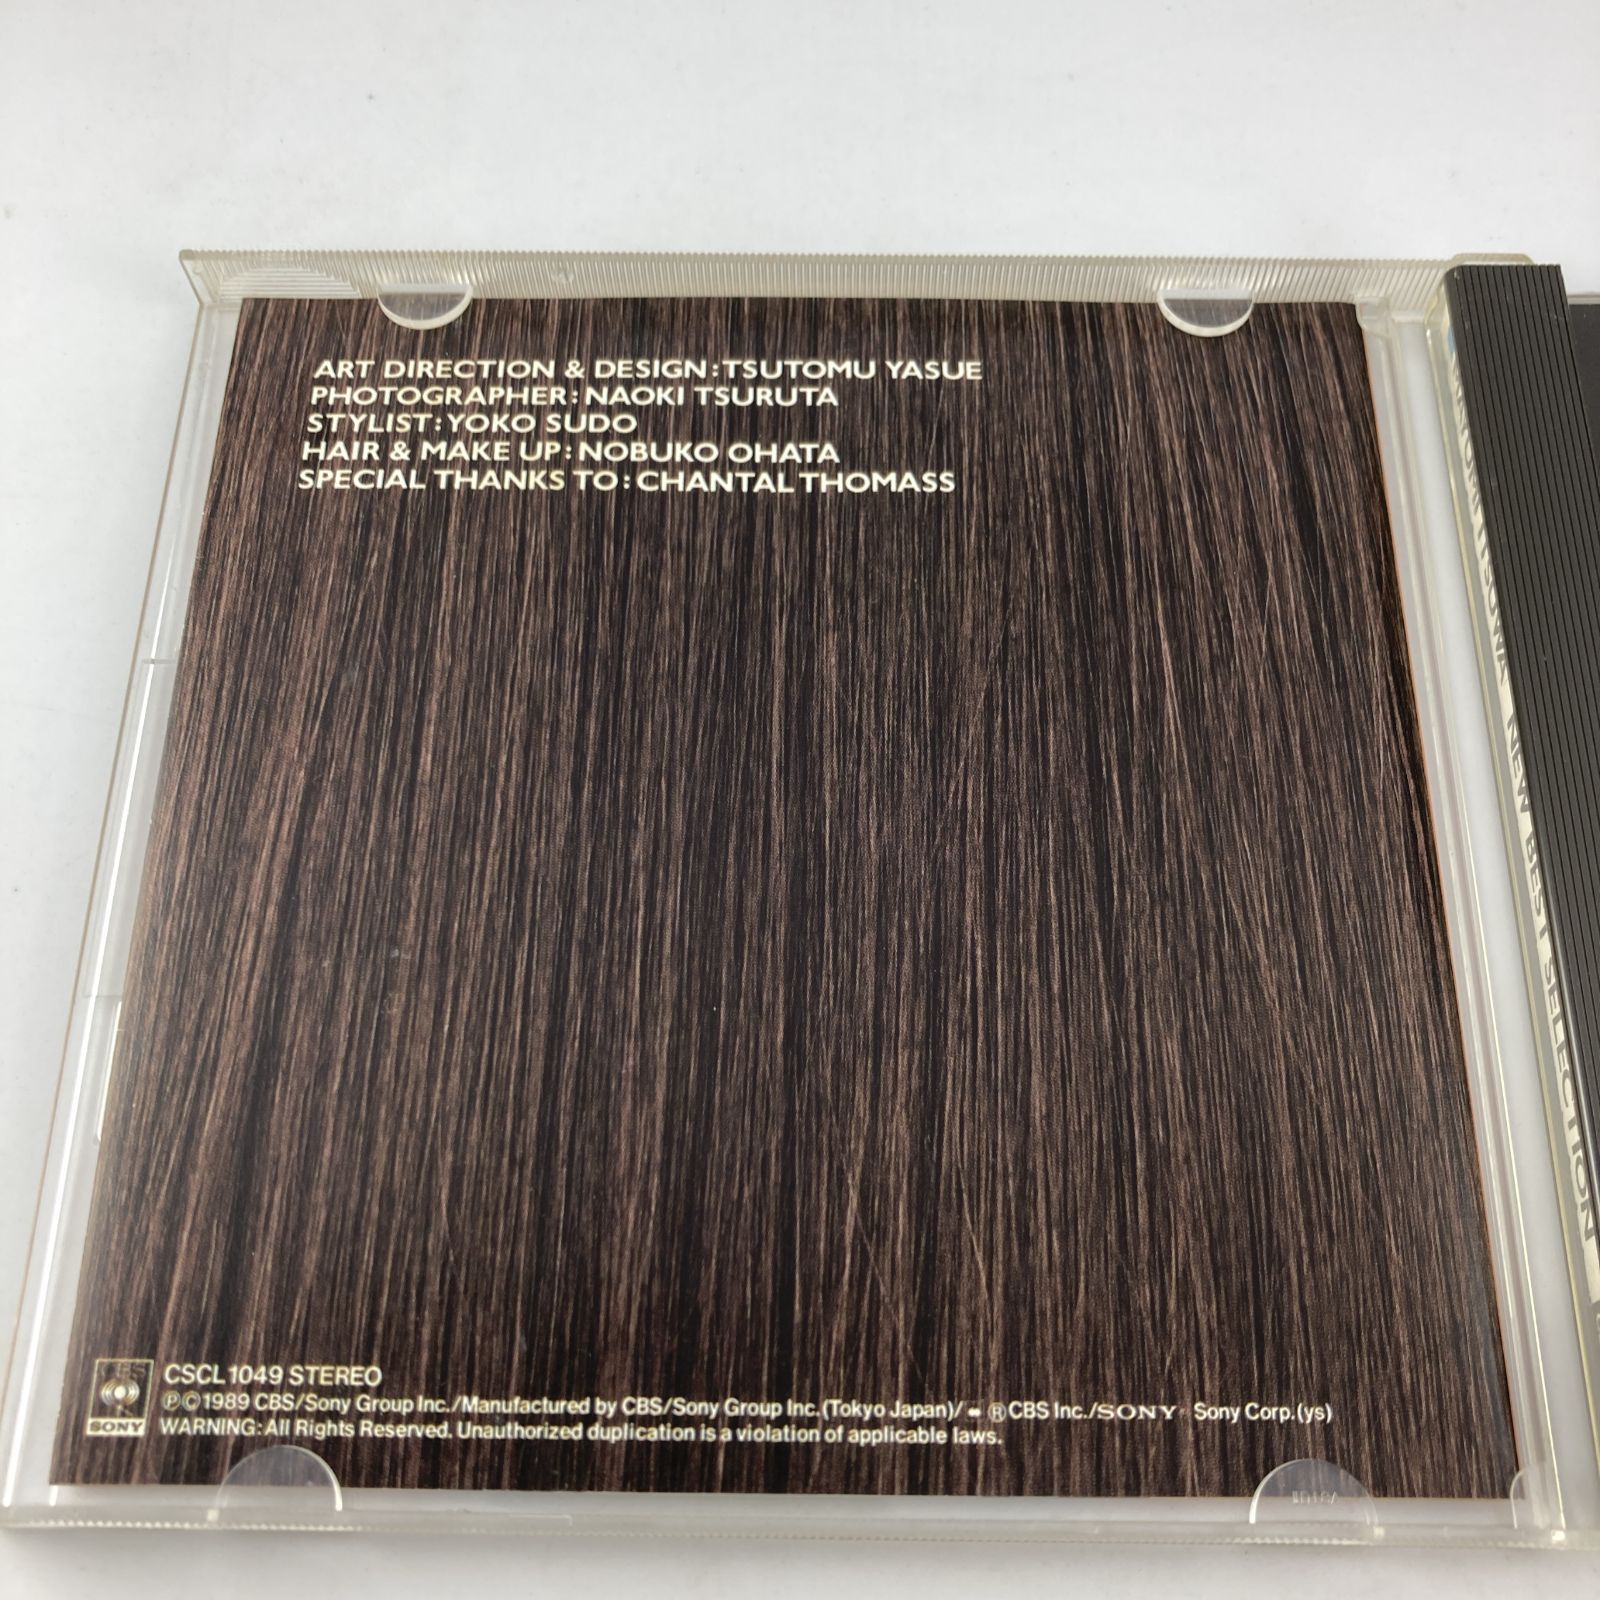 ART DIRECTION & DESIGN:TSUTOMU YASUE
PHOTOGRAPHER:NAOKI TSURUTA
STYLIST:YOKO SUDO
HAIR & MAKE UP:NOBUKO OHATA
SPECIAL THANKS TO:CHANTAL THOMASS
CBS
SONY
CSCL 1049 STEREO
ⓅⒸ1989 CBS/Sony Group Inc./Manufactured by CBS/Sony Group Inc.(Tokyo Japan)/ ®CBS Inc./SONY Sony Corp.(ys)
WARNING: All Rights Reserved. Unauthorized duplication is a violation of applicable laws.
ITSUWA NEW BEST SELECTION